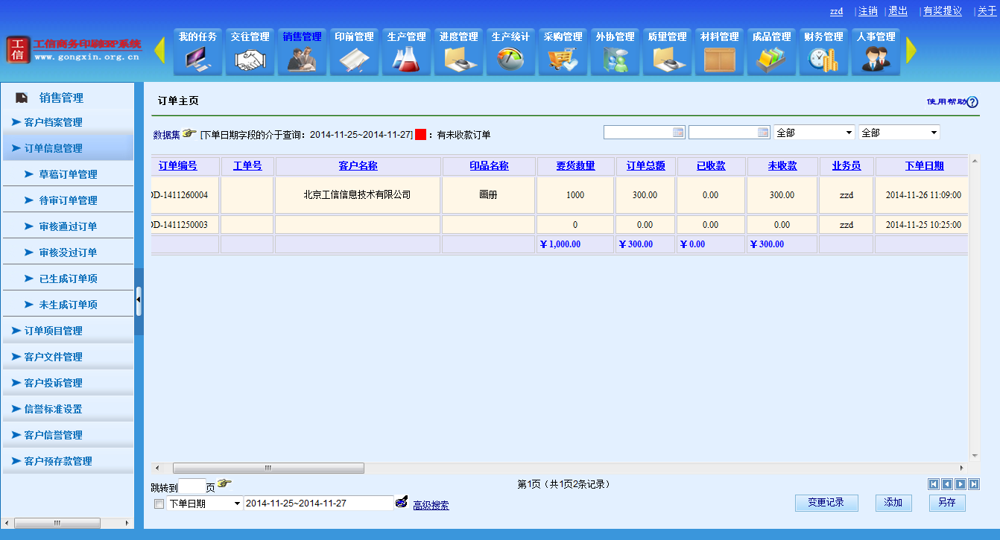 zzd |注销 |退出 |有奖提议 |关于
工信
工信商务印刷ERP系统
www.gongxin.org.cn
我的任务 交往管理 销售管理 印前管理 生产管理 进度管理 生产统计 采购管理 外协管理 质量管理 材料管理 成品管理 财务管理 人事管理
销售管理
客户档案管理
订单信息管理
草稿订单管理
待审订单管理
审核通过订单
审核没过订单
已生成订单项
未生成订单项
订单项目管理
客户文件管理
客户投诉管理
信誉标准设置
客户信誉管理
客户预存款管理
订单主页
使用帮助?
数据集 [下单日期字段的介于查询：2014-11-25~2014-11-27] ：有未收款订单 全部 全部
订单编号 工单号 客户名称 印品名称 要货数量 订单总额 已收款 未收款 业务员 下单日期
DD-1411260004 北京工信信息技术有限公司 画册 1000 300.00 0.00 300.00 zzd 2014-11-26 11:09:00
DD-1411250003 0 0.00 0.00 0.00 zzd 2014-11-25 10:25:00
￥1,000.00 ￥300.00 ￥0.00 ￥300.00
跳转到 页 第1页（共1页2条记录）
下单日期 2014-11-25~2014-11-27 高级搜索 变更记录 添加 另存